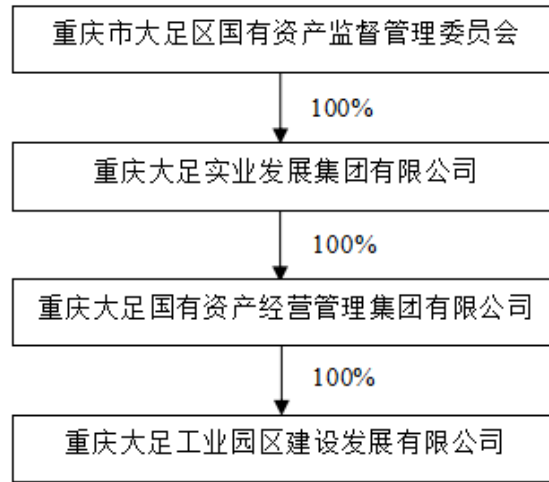 重庆市大足区国有资产监督管理委员会
100%
重庆大足实业发展集团有限公司
100%
重庆大足国有资产经营管理集团有限公司
100%
重庆大足工业园区建设发展有限公司